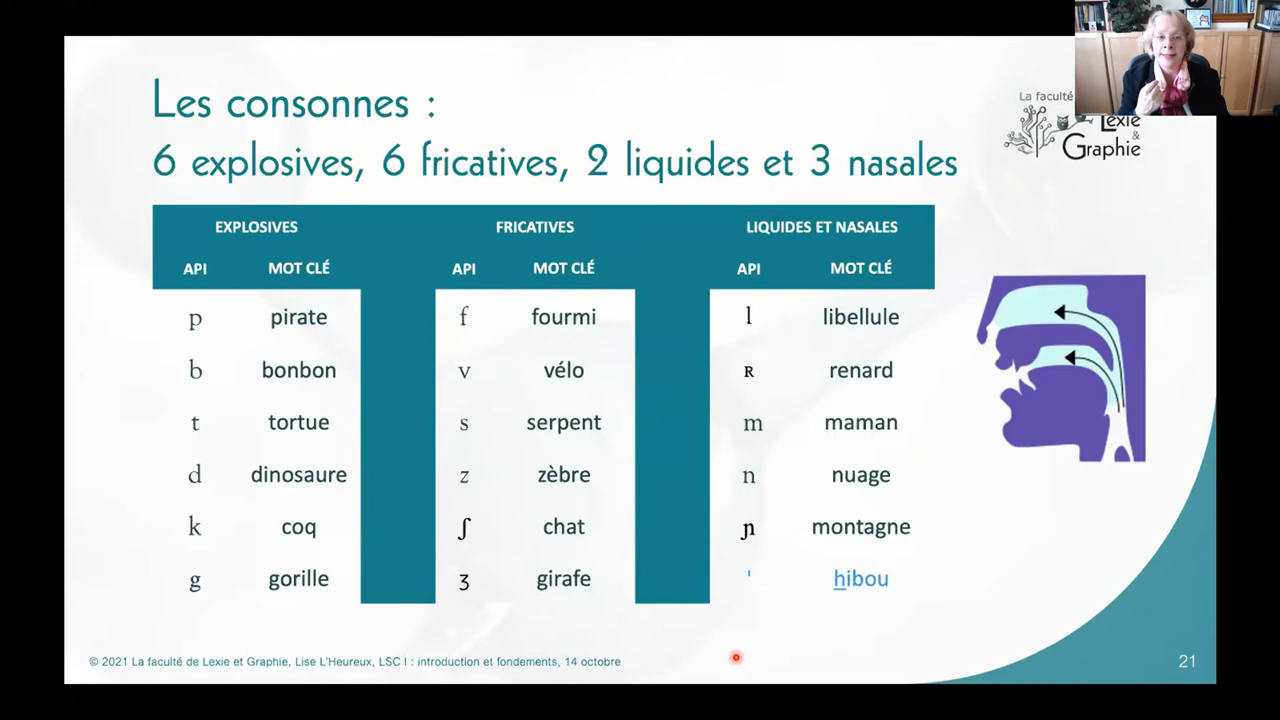 Les consonnes :
6 explosives, 6 fricatives, 2 liquides et 3 nasales
La faculté
Lexie
&
Graphie
EXPLOSIVES FRICATIVES LIQUIDES ET NASALES
API MOT CLÉ API MOT CLÉ API MOT CLÉ
p pirate f fourmi l libellule
b bonbon v vélo ʀ renard
t tortue s serpent m maman
d dinosaure z zèbre n nuage
k coq ʃ chat ɲ montagne
g gorille ʒ girafe ' hibou
© 2021 La faculté de Lexie et Graphie, Lise L'Heureux, LSC I : introduction et fondements, 14 octobre
21